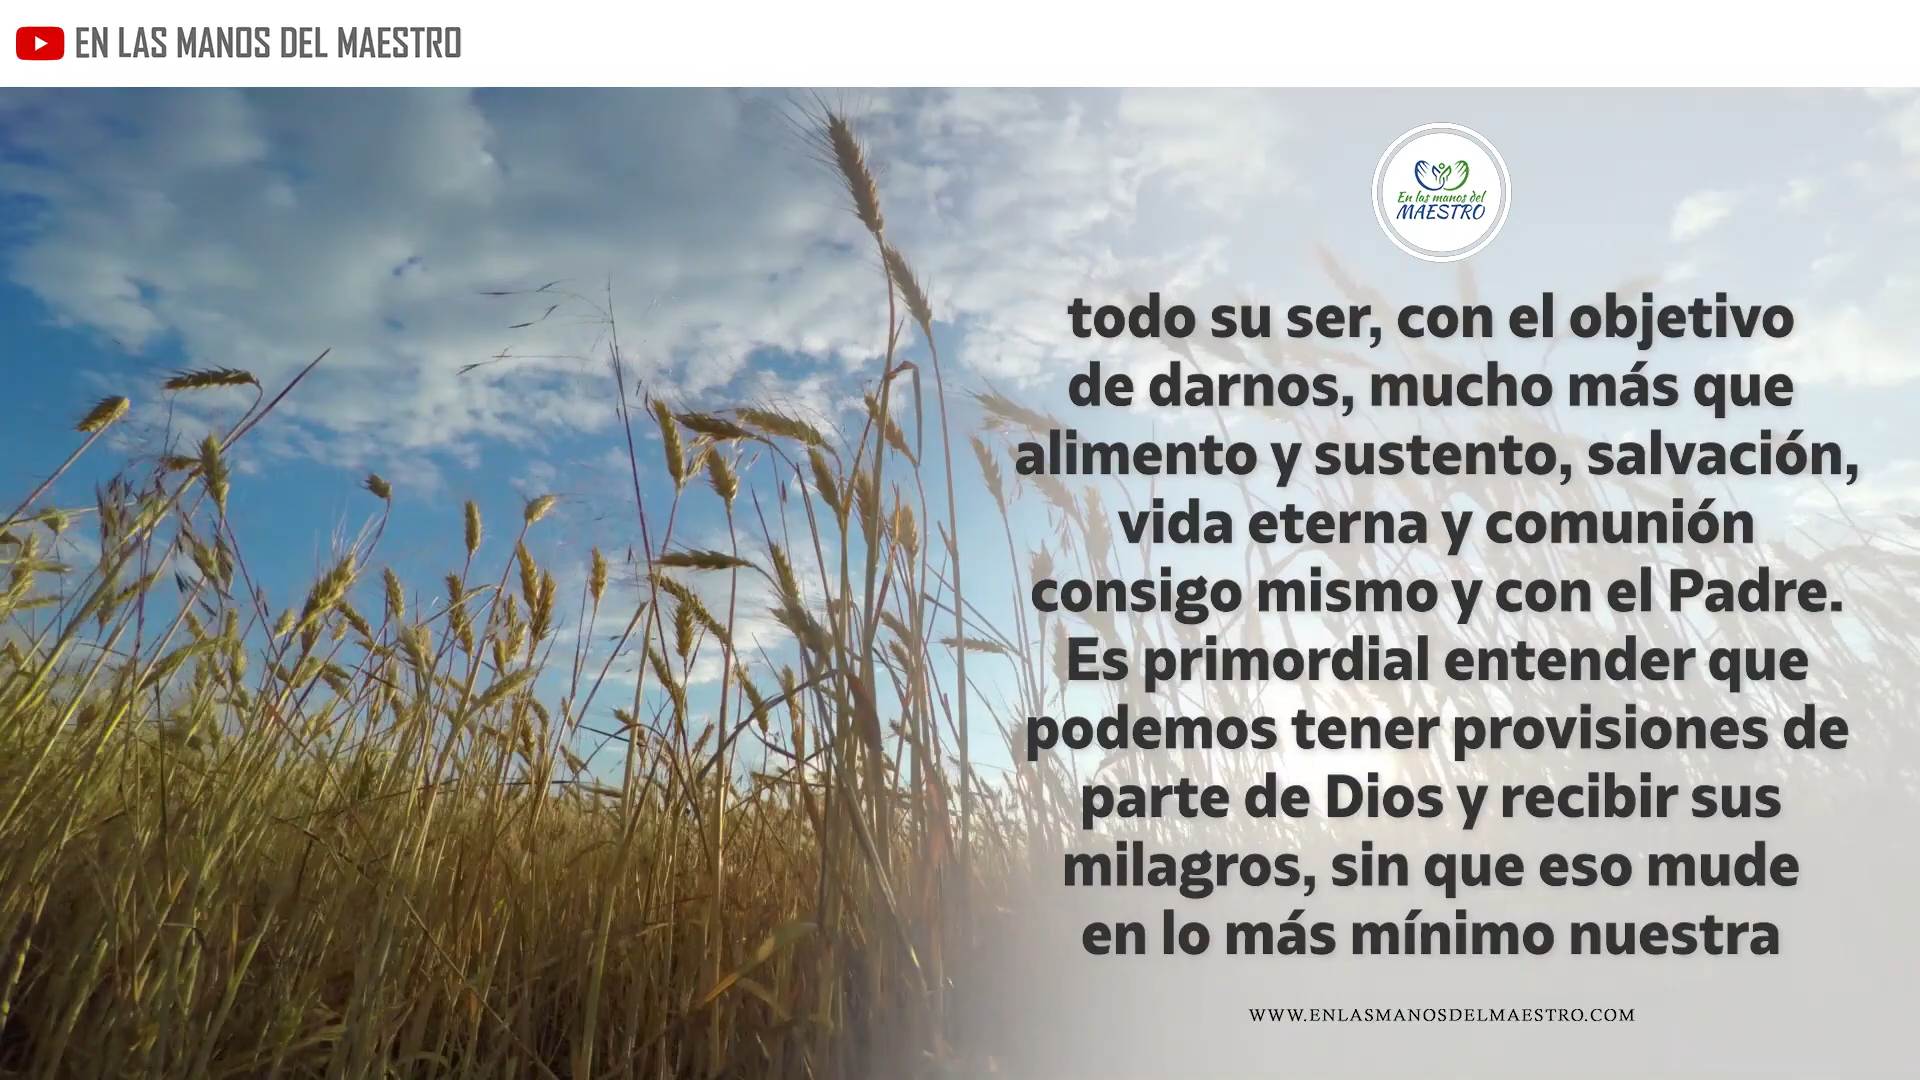 EN LAS MANOS DEL MAESTRO
En las manos del
MAESTRO
todo su ser, con el objetivo
de darnos, mucho más que
alimento y sustento, salvación,
vida eterna y comunión
consigo mismo y con el Padre.
Es primordial entender que
podemos tener provisiones de
parte de Dios y recibir sus
milagros, sin que eso mude
en lo más mínimo nuestra
WWW.ENLASMANOSDELMAESTRO.COM